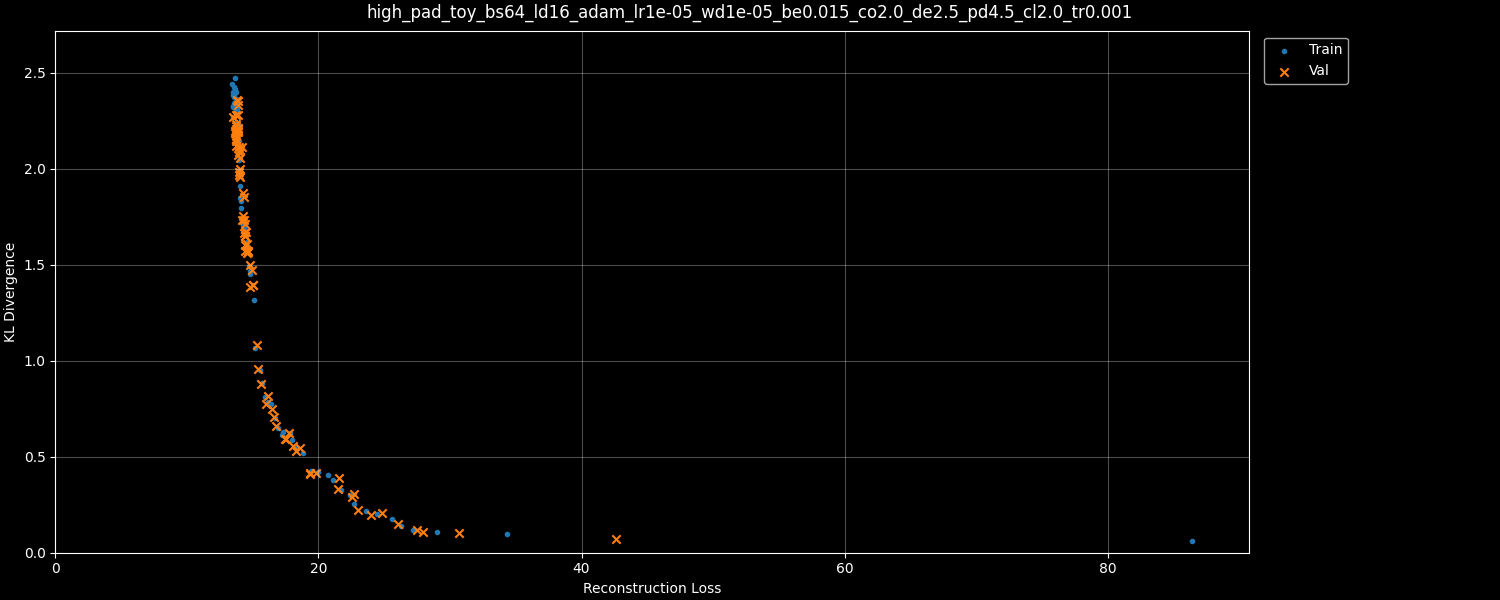 high_pad_toy_bs64_ld16_adam_lr1e-05_wd1e-05_be0.015_co2.0_de2.5_pd4.5_cl2.0_tr0.001
Train
Val
KL Divergence
2.5
2.0
1.5
1.0
0.5
0.0
0 20 40 60 80
Reconstruction Loss